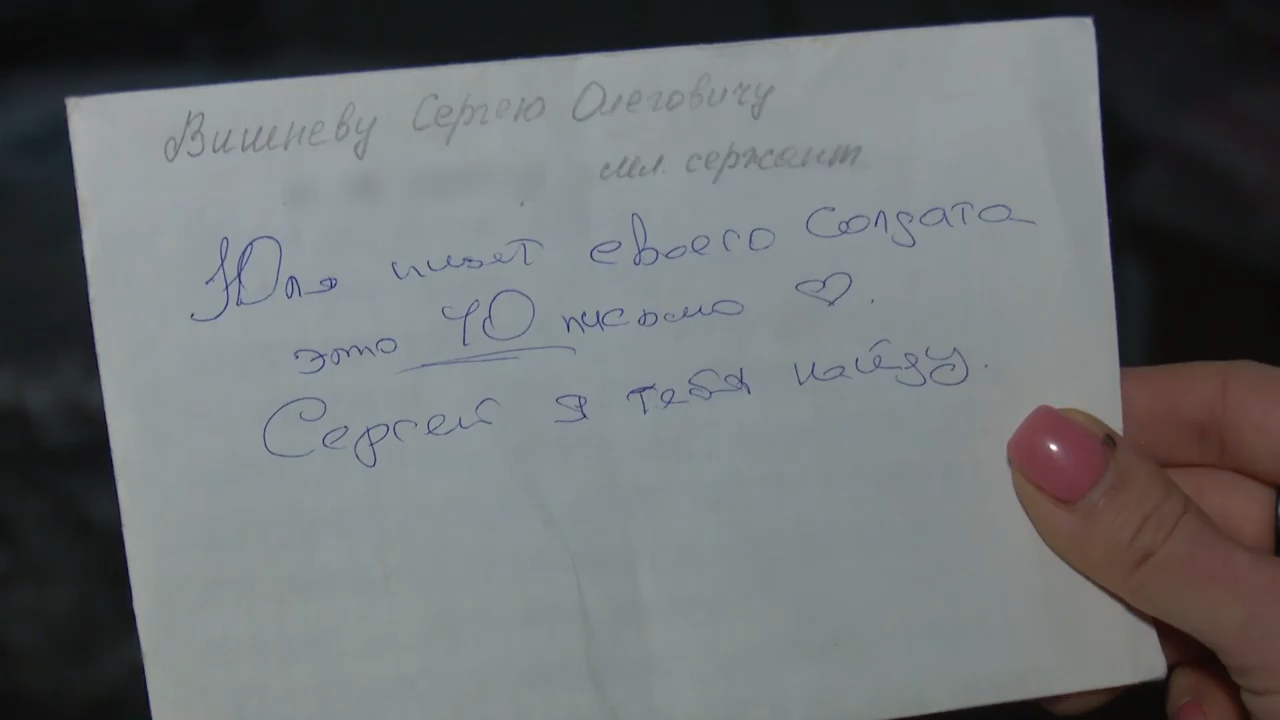 Вишневу Сергею Олеговичу
мл. сержант
Юля ищет своего Солдата
это 40 письмо ♡.
Сергей я тебя найду.